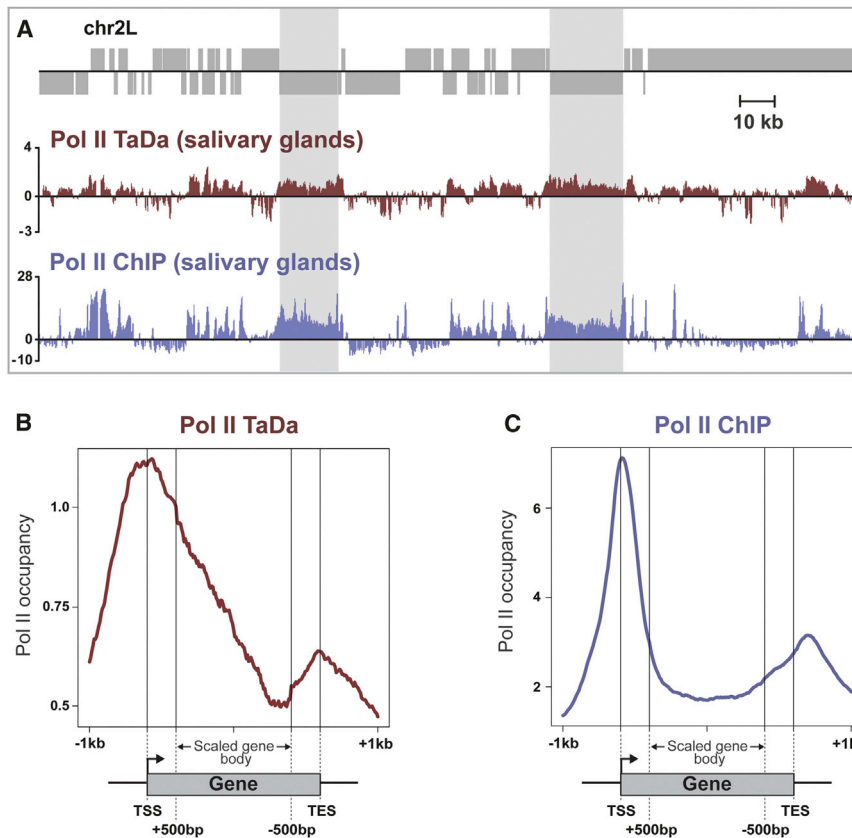 A
chr2L
10 kb
Pol II TaDa (salivary glands)
4
0
-3
Pol II ChIP (salivary glands)
28
0
-10
B
Pol II TaDa
Pol II occupancy
1.0
0.75
0.5
-1kb
Scaled gene
body
+1kb
Gene
TSS
TES
+500bp
-500bp
C
Pol II ChIP
Pol II occupancy
6
4
2
-1kb
Scaled gene
body
+1k
Gene
TSS
TES
+500bp
-500bp